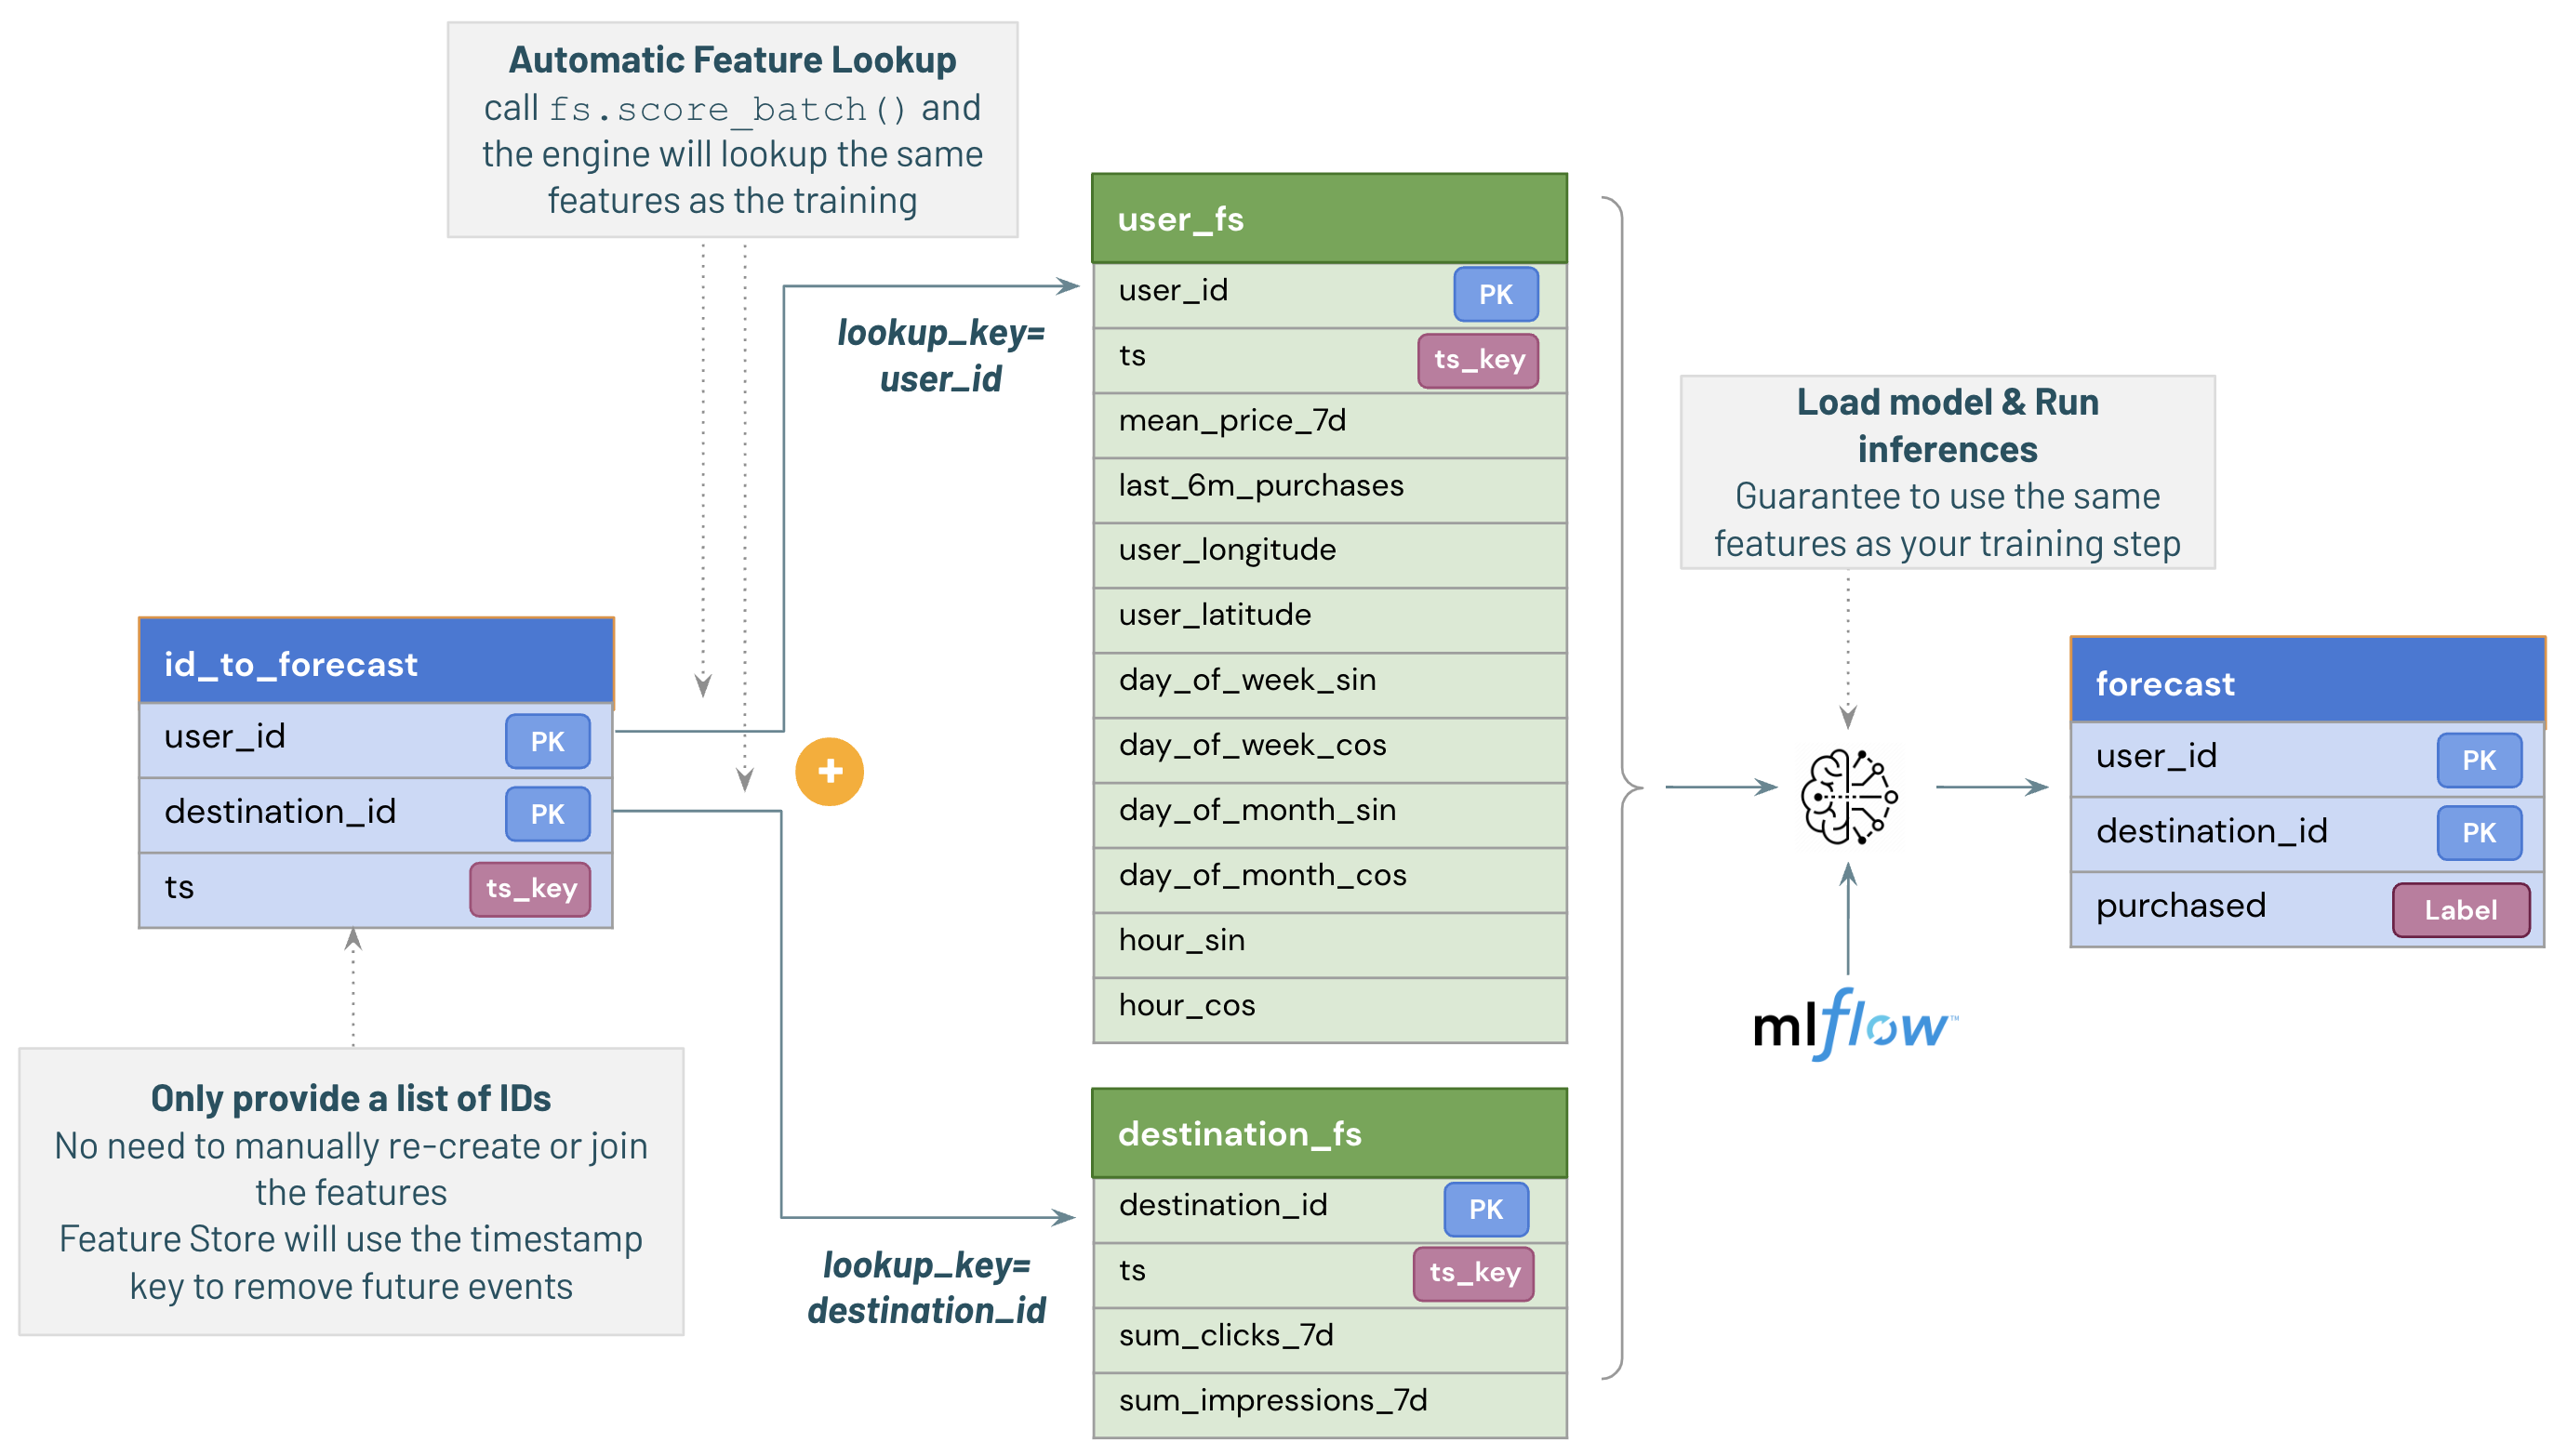 Automatic Feature Lookup
call fs.score_batch() and
the engine will lookup the same
features as the training
user_fs
user_id PK
ts ts_key
mean_price_7d
last_6m_purchases
user_longitude
user_latitude
day_of_week_sin
day_of_week_cos
day_of_month_sin
day_of_month_cos
hour_sin
hour_cos
lookup_key=
user_id
Load model & Run
inferences
Guarantee to use the same
features as your training step
id_to_forecast
user_id PK
destination_id PK
ts ts_key
+
forecast
user_id PK
destination_id PK
purchased Label
mlflow™
Only provide a list of IDs
No need to manually re-create or join
the features
Feature Store will use the timestamp
key to remove future events
destination_fs
destination_id PK
ts ts_key
sum_clicks_7d
sum_impressions_7d
lookup_key=
destination_id